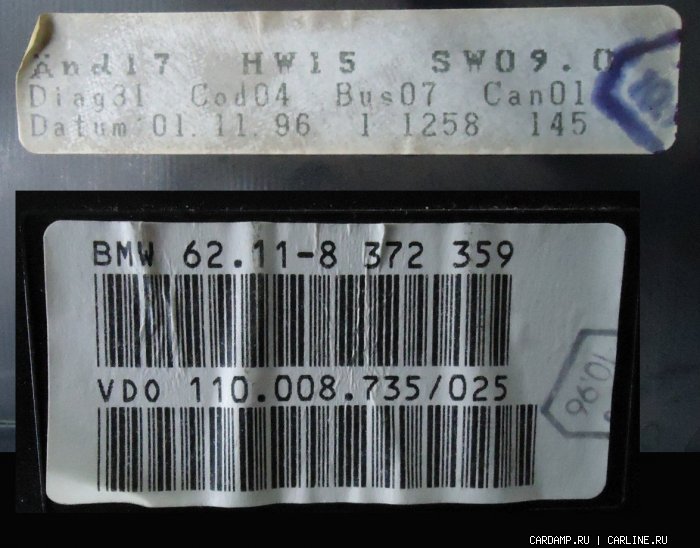 Änd17 HW15 SW09.0
Diag31 Cod04 Bus07 Can01
Datum 01.11.96 1 1258 145
BMW 62.11-8 372 359
VDO 110.008.735/025
10.96
CARDAMP.RU | CARLINE.RU